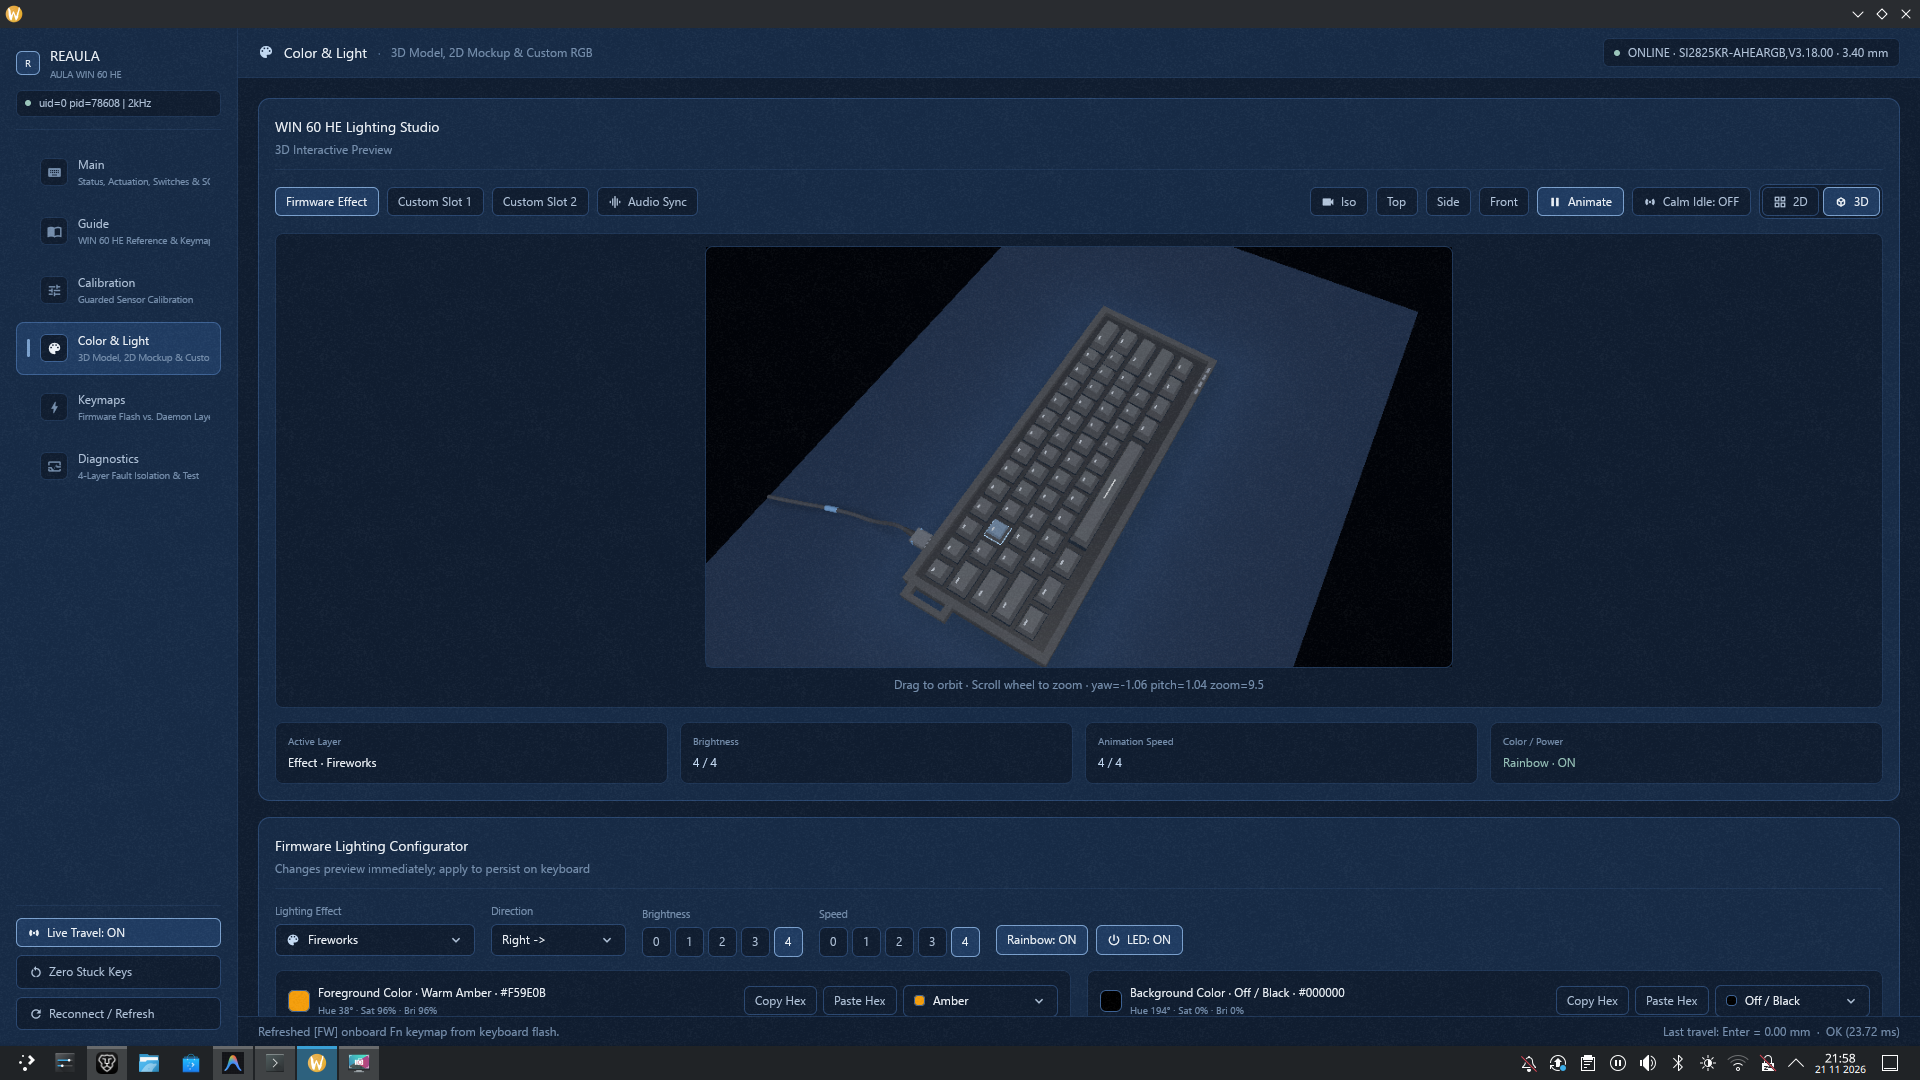 W
R
REAULA
AULA WIN 60 HE
uid=0 pid=78608 | 2kHz
Main
Status, Actuation, Switches & SO
Guide
WIN 60 HE Reference & Keymap
Calibration
Guarded Sensor Calibration
Color & Light
3D Model, 2D Mockup & Custo
Keymaps
Firmware Flash vs. Daemon Laye
Diagnostics
4-Layer Fault Isolation & Test
Live Travel: ON
Zero Stuck Keys
Reconnect / Refresh
Color & Light · 3D Model, 2D Mockup & Custom RGB
ONLINE · SI2825KR-AHEARGB,V3.18.00 · 3.40 mm
WIN 60 HE Lighting Studio
3D Interactive Preview
Firmware Effect Custom Slot 1 Custom Slot 2 Audio Sync Iso Top Side Front Animate Calm Idle: OFF 2D 3D
Drag to orbit · Scroll wheel to zoom · yaw=-1.06 pitch=1.04 zoom=9.5
Active Layer
Effect · Fireworks
Brightness
4 / 4
Animation Speed
4 / 4
Color / Power
Rainbow · ON
Firmware Lighting Configurator
Changes preview immediately; apply to persist on keyboard
Lighting Effect
Fireworks
Direction
Right ->
Brightness
0 1 2 3 4
Speed
0 1 2 3 4
Rainbow: ON LED: ON
Foreground Color · Warm Amber · #F59E0B
Hue 38° · Sat 96% · Bri 96%
Copy Hex Paste Hex Amber
Background Color · Off / Black · #000000
Hue 194° · Sat 0% · Bri 0%
Copy Hex Paste Hex Off / Black
Refreshed [FW] onboard Fn keymap from keyboard flash.
Last travel: Enter = 0.00 mm · OK (23.72 ms)
W
21:58
21 11 2026